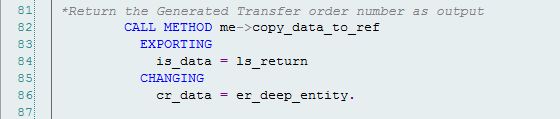 81 *Return the Generated Transfer order number as output
82 CALL METHOD me->copy_data_to_ref
83 EXPORTING
84 is_data = ls_return
85 CHANGING
86 cr_data = er_deep_entity.
87